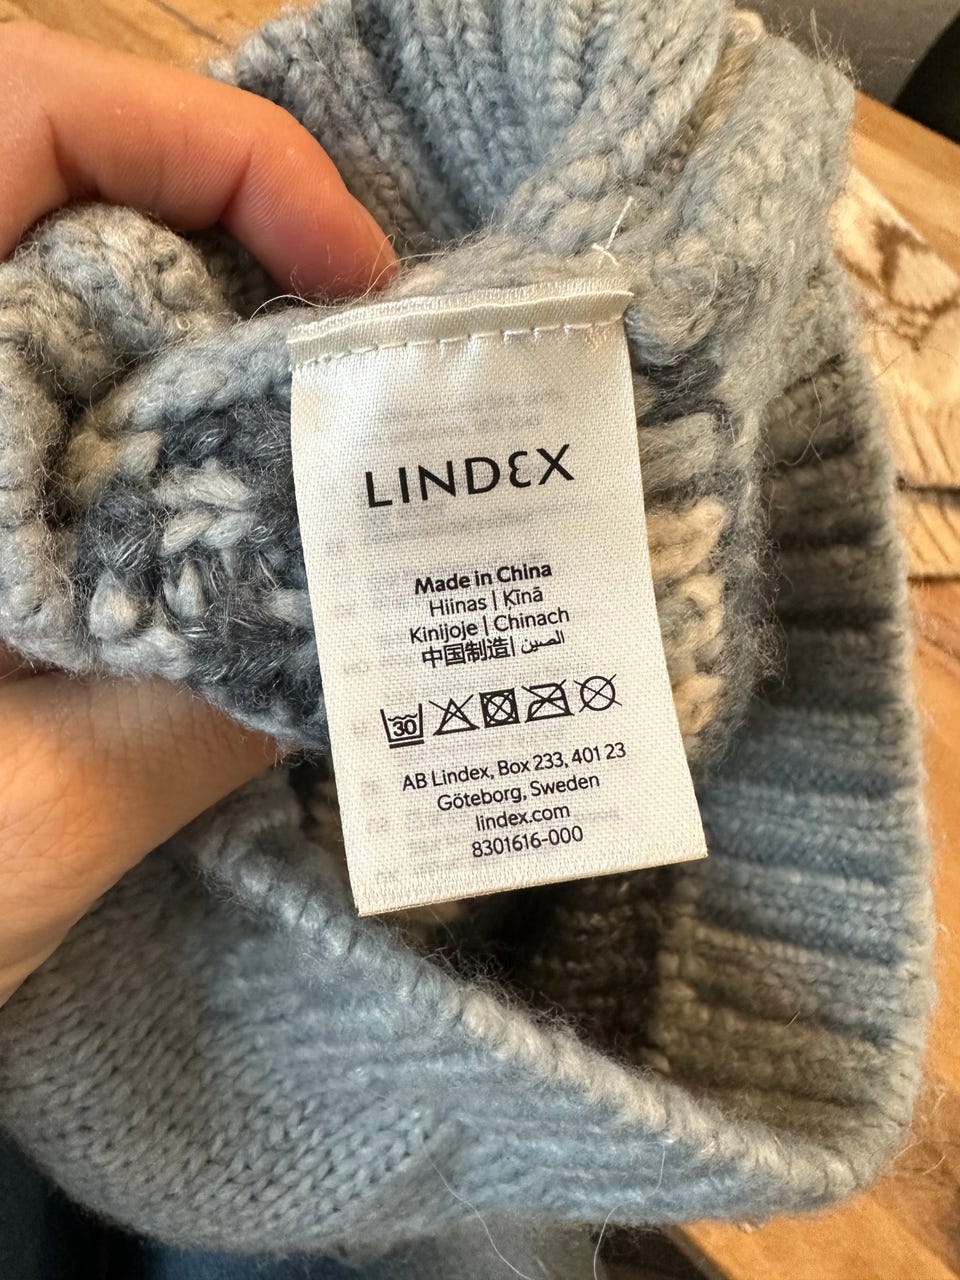 LINDEX
Made in China
Hiinas | Ķīnā
Kinijoje | Chinach
中国制造| الصين
30
AB Lindex, Box 233, 401 23
Göteborg, Sweden
lindex.com
8301616-000